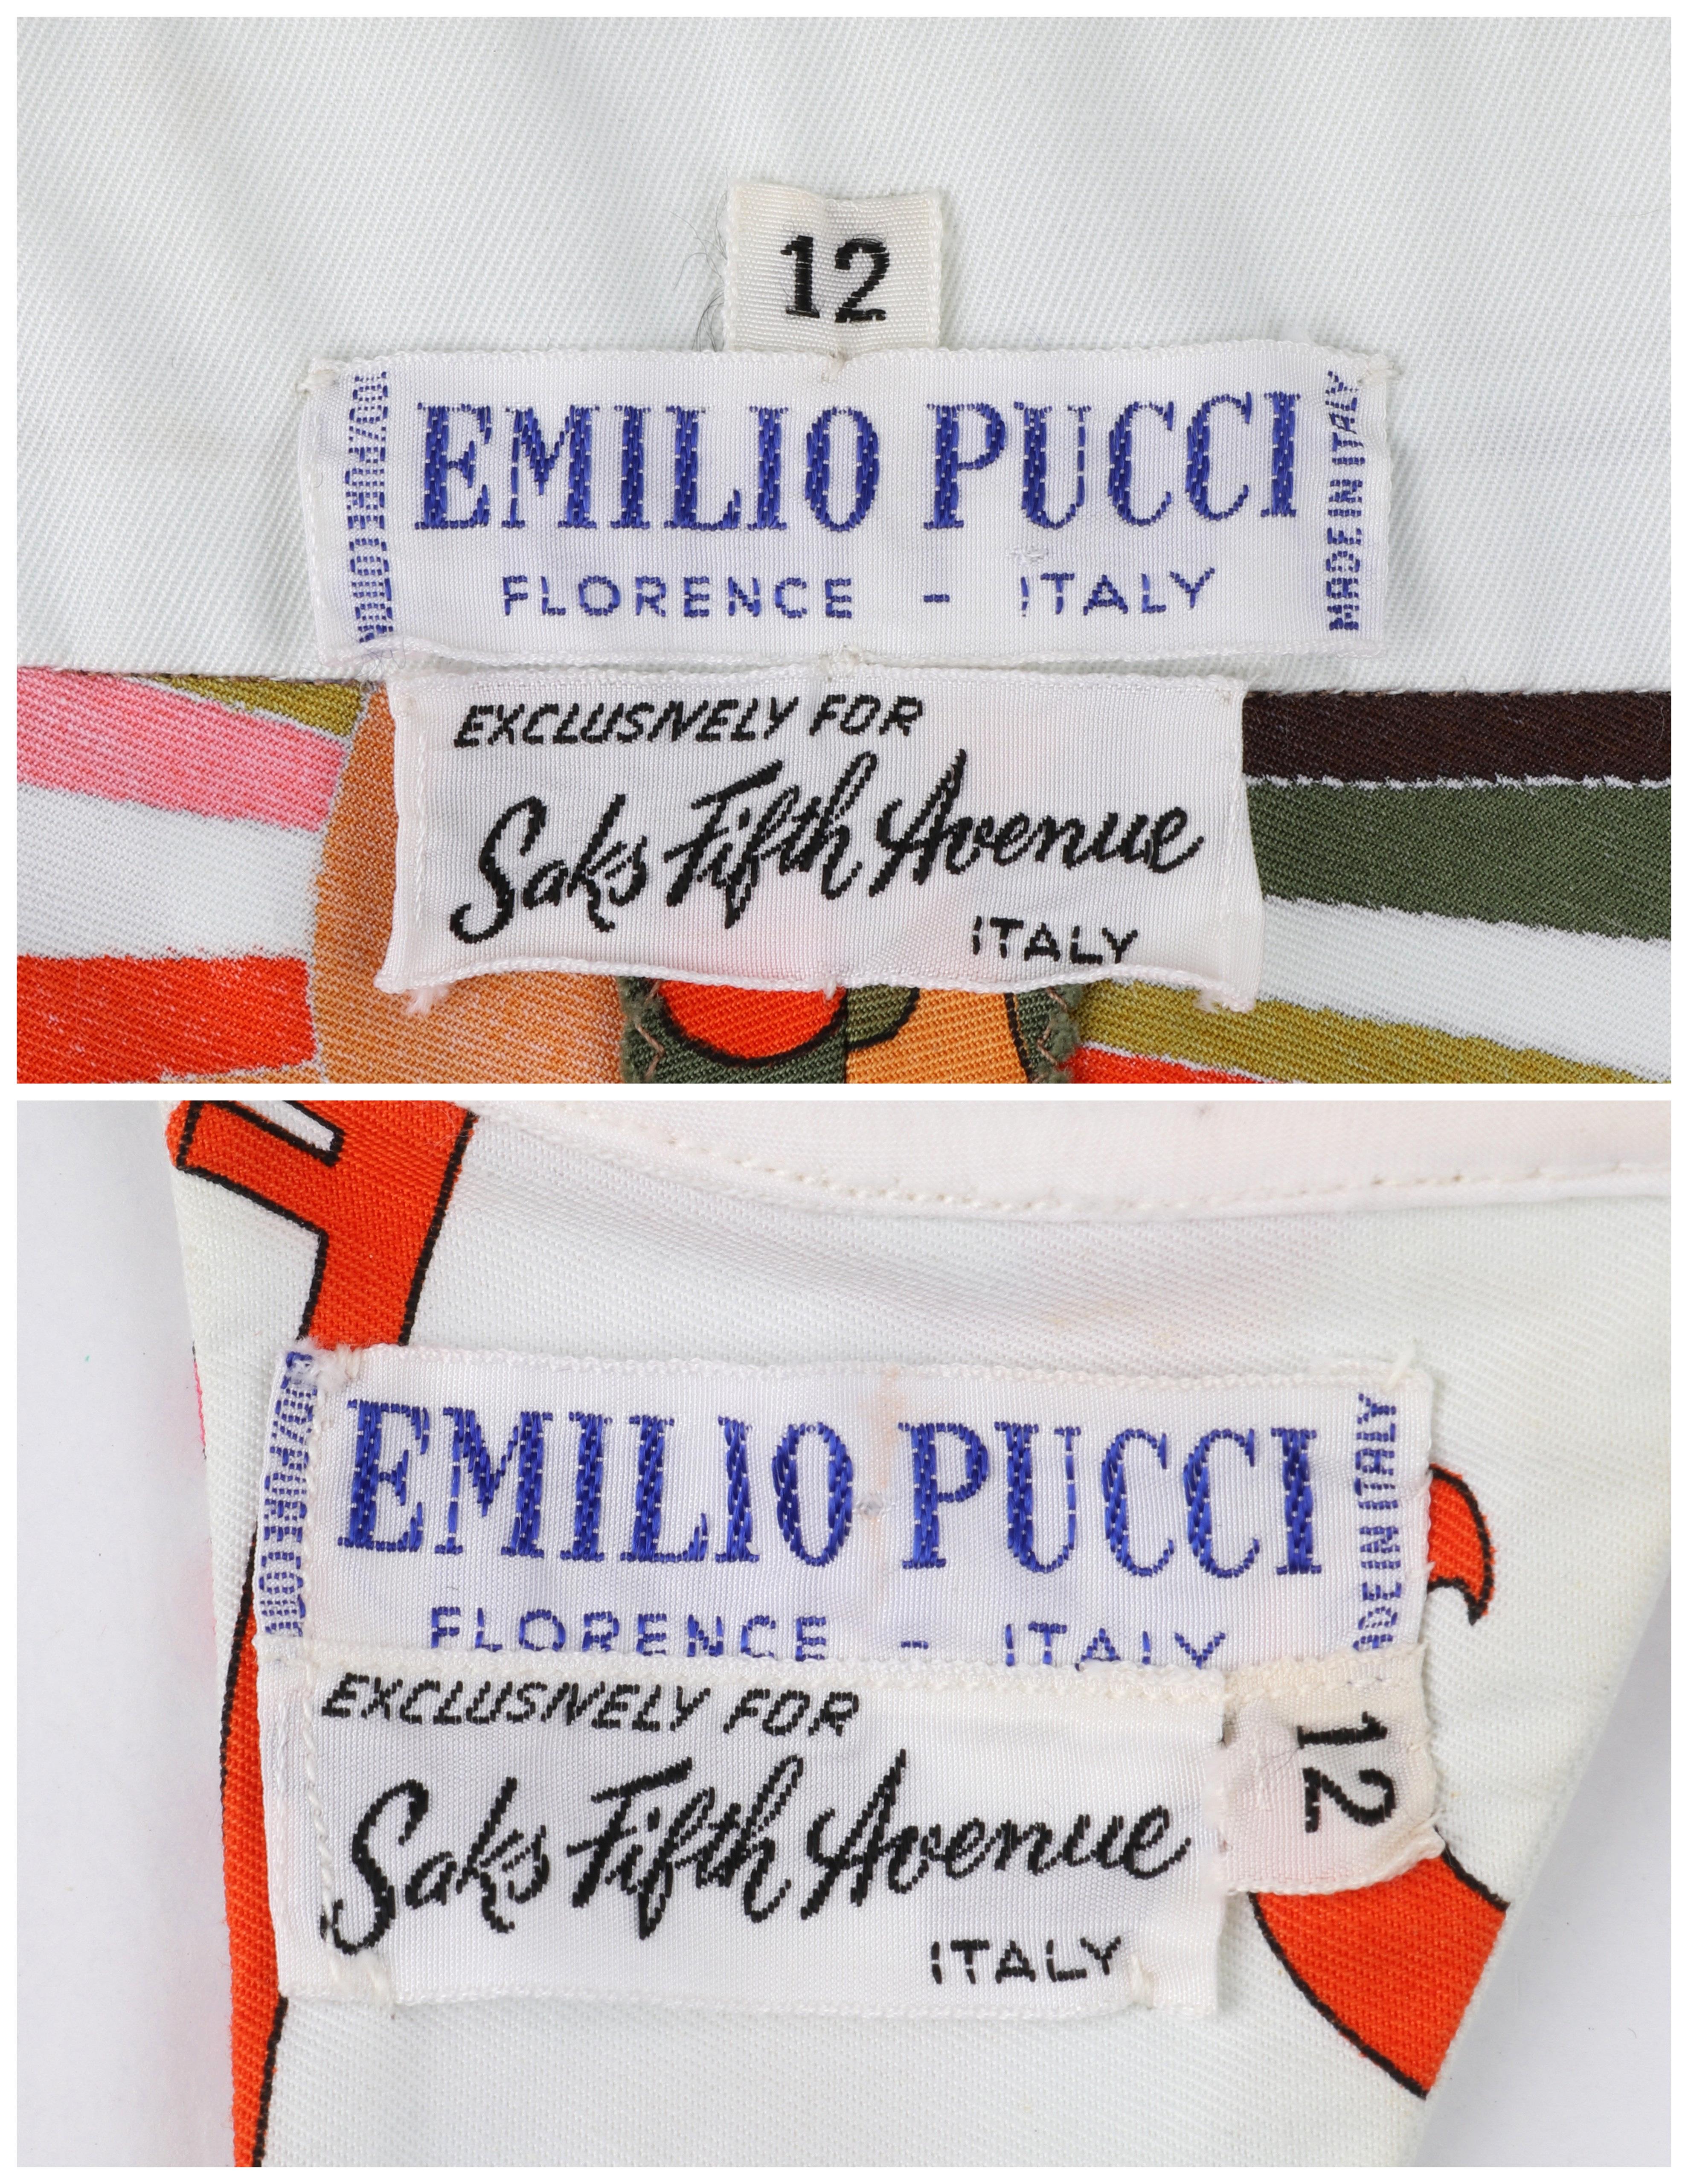 12
100% PURE COTTON
EMILIO PUCCI
MADE IN ITALY
FLORENCE - ITALY
EXCLUSIVELY FOR
Saks Fifth Avenue
ITALY
100% PURE COTTON
EMILIO PUCCI
MADE IN ITALY
FLORENCE - ITALY
EXCLUSIVELY FOR
12
Saks Fifth Avenue
ITALY